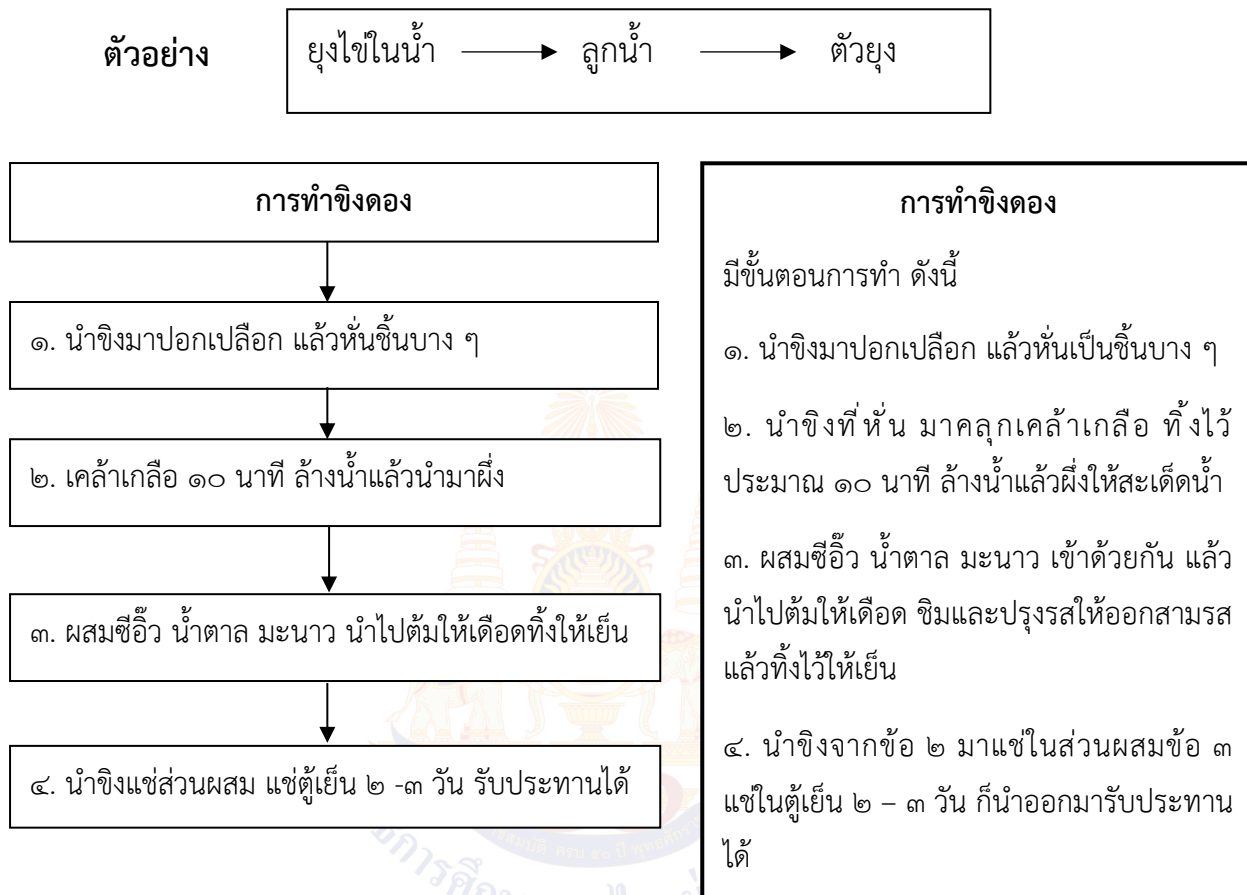 ตัวอย่าง
ยุงไข่ในน้ำ ลูกน้ำ ตัวยุง
การทำขิงดอง
๑. นำขิงมาปอกเปลือก แล้วหั่นชิ้นบาง ๆ
๒. เคล้าเกลือ ๑๐ นาที ล้างน้ำแล้วนำมาผึ่ง
๓. ผสมซีอิ๊ว น้ำตาล มะนาว นำไปต้มให้เดือดทิ้งให้เย็น
๔. นำขิงแช่ส่วนผสม แช่ตู้เย็น ๒ -๓ วัน รับประทานได้
การทำขิงดอง
มีขั้นตอนการทำ ดังนี้
๑. นำขิงมาปอกเปลือก แล้วหั่นเป็นชิ้นบาง ๆ
๒. นำขิงที่หั่น มาคลุกเคล้าเกลือ ทิ้งไว้
ประมาณ ๑๐ นาที ล้างน้ำแล้วผึ่งให้สะเด็ดน้ำ
๓. ผสมซีอิ๊ว น้ำตาล มะนาว เข้าด้วยกัน แล้ว
นำไปต้มให้เดือด ชิมและปรุงรสให้ออกสามรส
แล้วทิ้งไว้ให้เย็น
๔. นำขิงจากข้อ ๒ มาแช่ในส่วนผสมข้อ ๓
แช่ในตู้เย็น ๒ – ๓ วัน ก็นำออกมารับประทาน
ได้